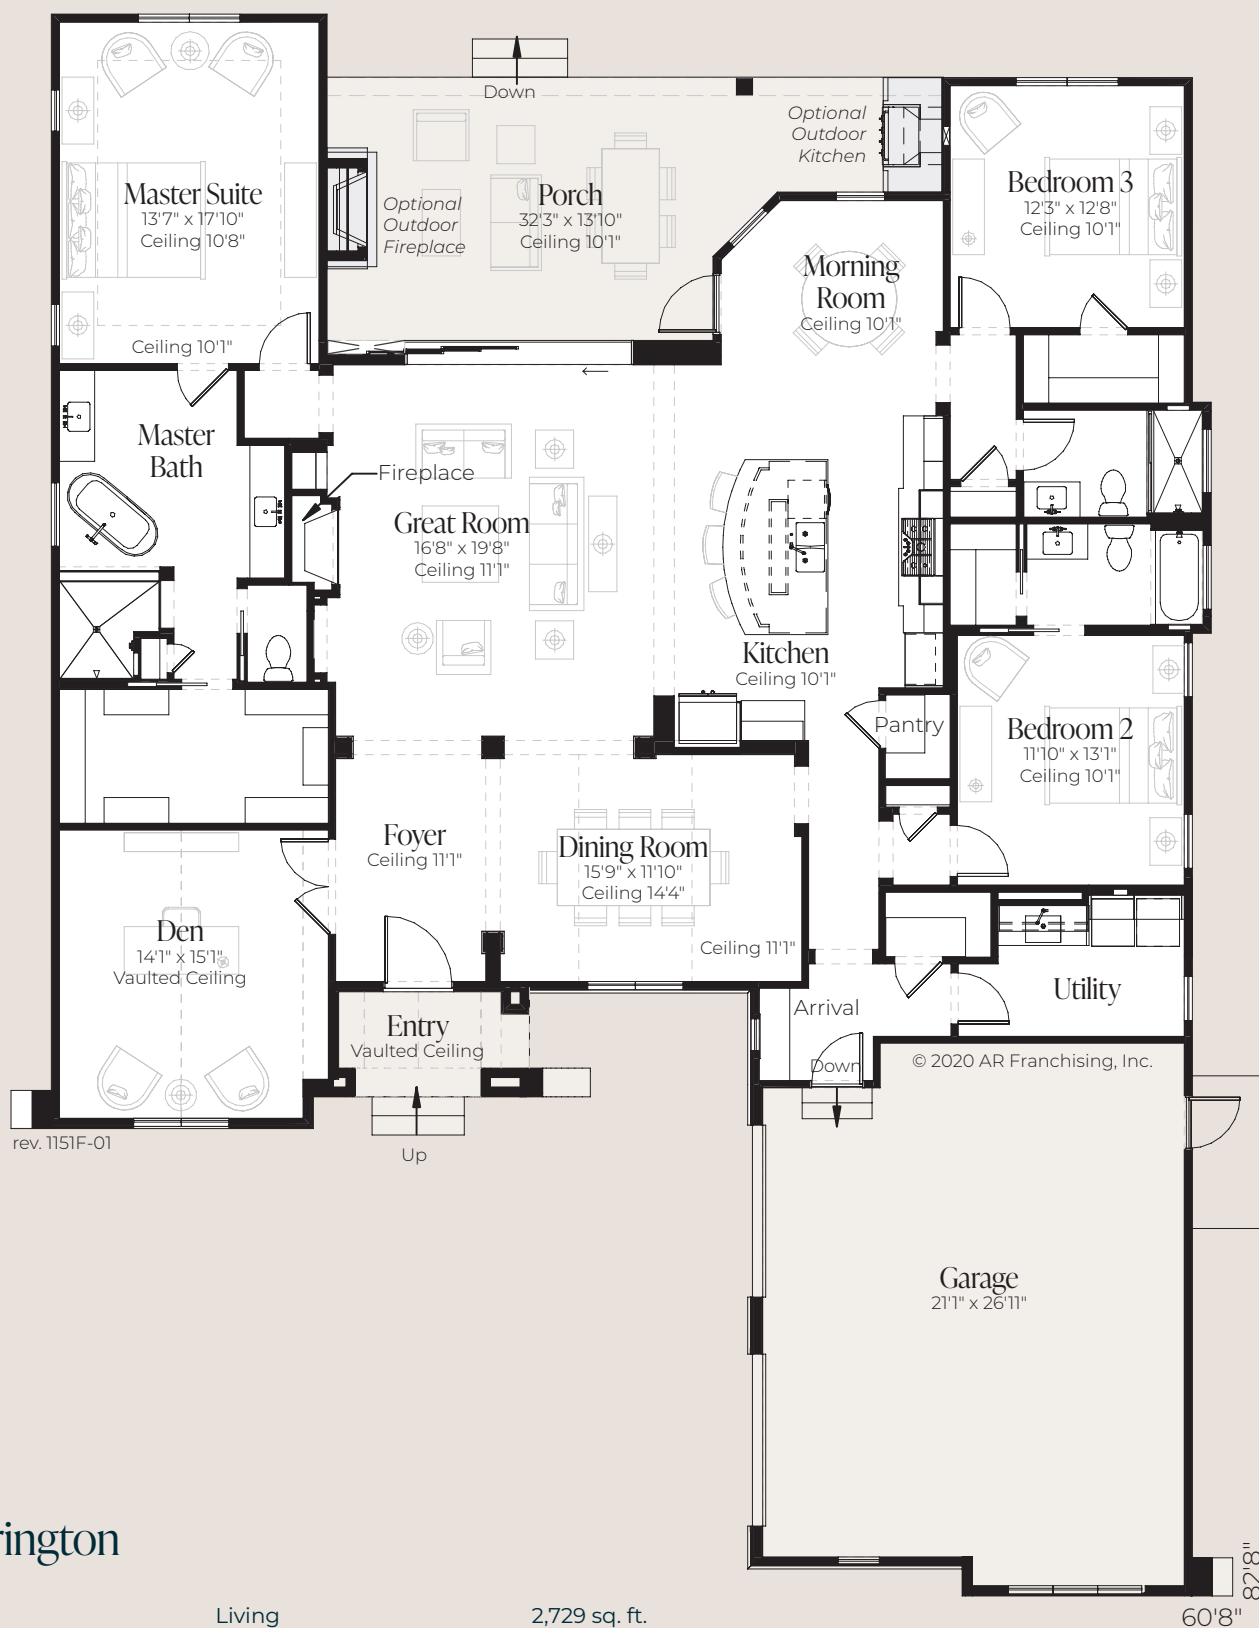 Down
Optional
Outdoor
Kitchen
Master Suite
13'7" x 17'10"
Ceiling 10'8"
Optional
Outdoor
Fireplace
Porch
32'3" x 13'10"
Ceiling 10'1"
Bedroom 3
12'3" x 12'8"
Ceiling 10'1"
Morning
Room
Ceiling 10'1"
Ceiling 10'1"
Master
Bath
Fireplace
Great Room
16'8" x 19'8"
Ceiling 11'1"
Kitchen
Ceiling 10'1"
Pantry
Bedroom 2
11'10" x 13'1"
Ceiling 10'1"
Foyer
Ceiling 11'1"
Dining Room
15'9" x 11'10"
Ceiling 14'4"
Ceiling 11'1"
Den
14'1" x 15'1"
Vaulted Ceiling
Entry
Vaulted Ceiling
Arrival
Utility
Down
© 2020 AR Franchising, Inc.
rev. 1151F-01
Up
Garage
21'1" x 26'11"
rington
82'8"
60'8"
Living 2,729 sq. ft.